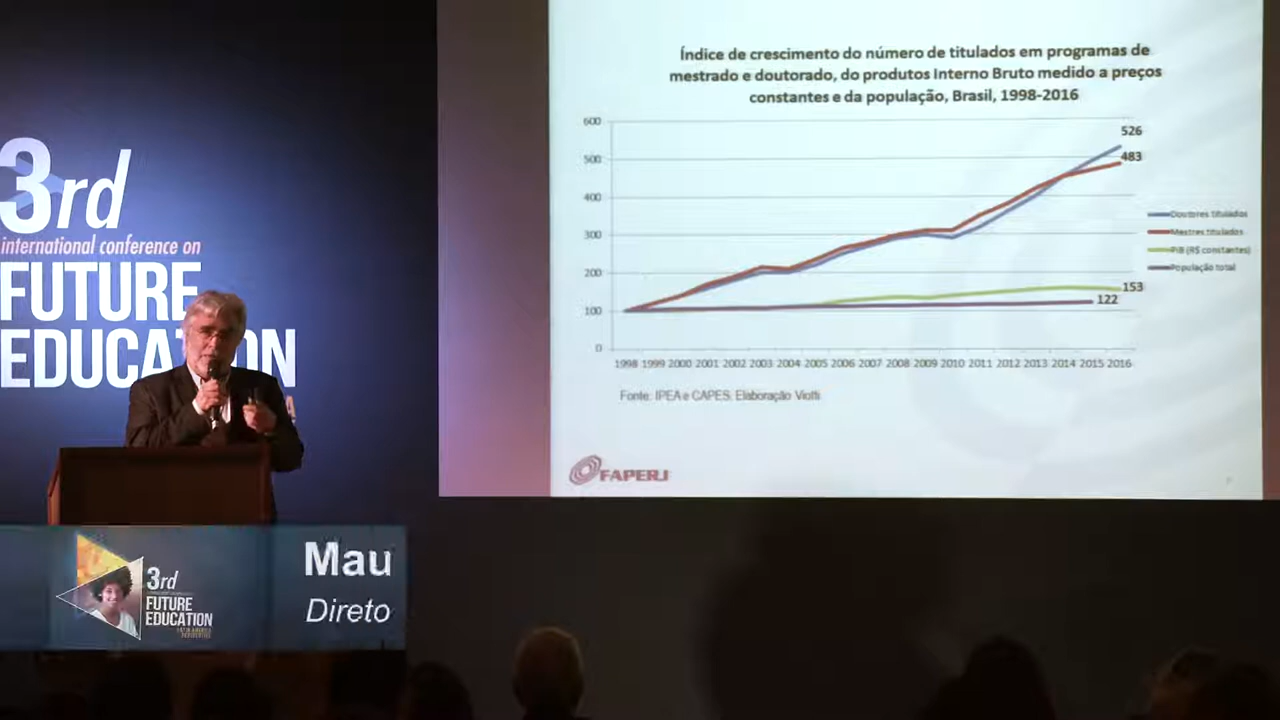 3rd
international conference on
FUTURE
EDUCA ON
A
Índice de crescimento do número de titulados em programas de
mestrado e doutorado, do produtos Interno Bruto medido a preços
constantes e da população, Brasil, 1998-2016
600
500
400
300
200
100
0
526
483
153
122
1998 1999 2000 2001 2002 2003 2004 2005 2006 2007 2008 2009 2010 2011 2012 2013 2014 2015 2016
Doutores titulados
Mestres titulados
PIB (R$ constantes)
População total
Fonte: IPEA e CAPES. Elaboração Viotti
FAPERJ
3rd
FUTURE
EDUCATION
Mau
Direto